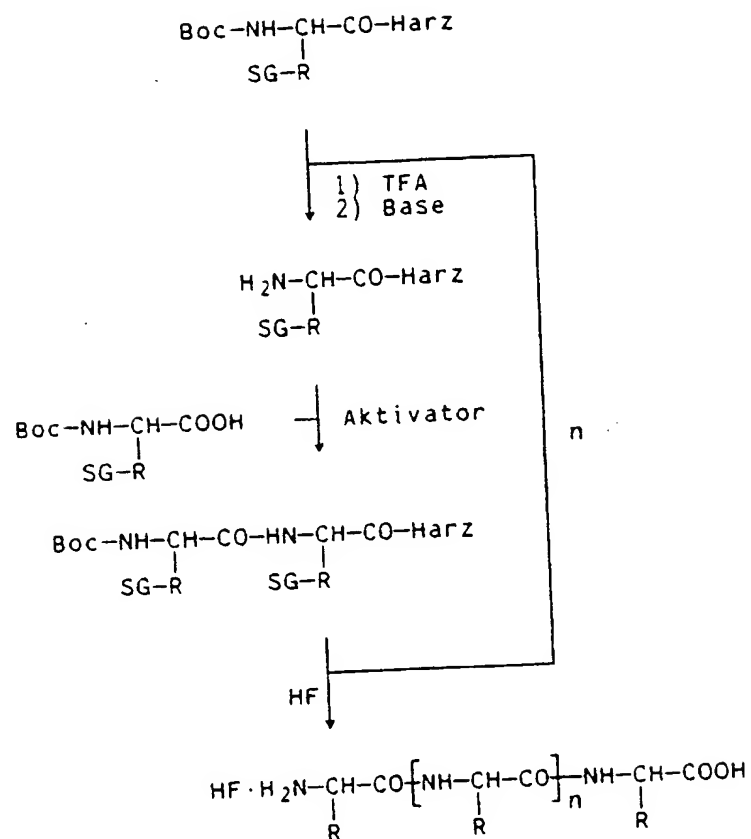 Boc-NH-CH-CO-Harz
SG-R
1) TFA
2) Base
H₂N-CH-CO-Harz
SG-R
Boc-NH-CH-COOH
SG-R
Aktivator
n
Boc-NH-CH-CO-HN-CH-CO-Harz
SG-R SG-R
HF
HF·H₂N-CH-CO[NH-CH-CO]ₙNH-CH-COOH
R R R